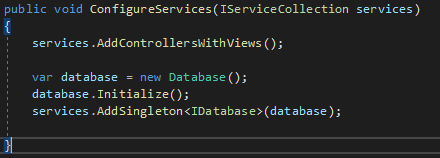 public void ConfigureServices(IServiceCollection services)
{
    services.AddControllersWithViews();
    var database = new Database();
    database.Initialize();
    services.AddSingleton<IDatabase>(database);
}